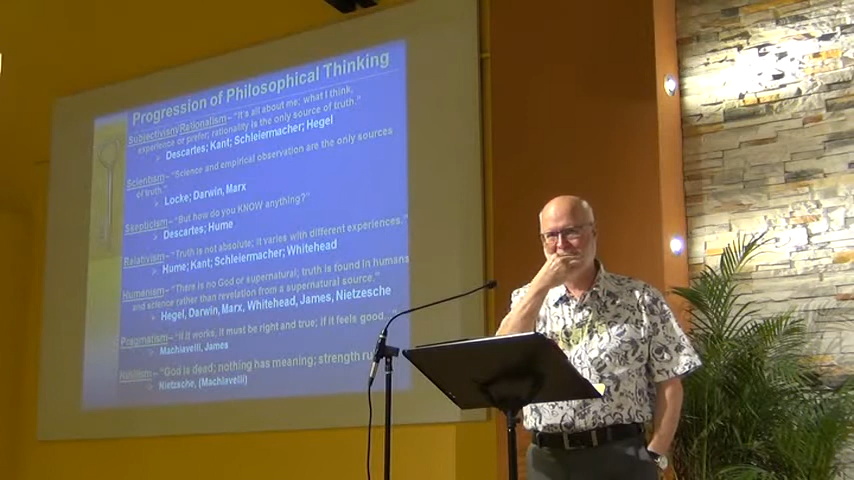 Progression of Philosophical Thinking
Subjectivism/Rationalism – "It's all about me: what I think,
experience or prefer; rationality is the only source of truth."
➢ Descartes; Kant; Schleiermacher; Hegel
Scientism – "Science and empirical observation are the only sources
of truth."
➢ Locke; Darwin, Marx
Skepticism – "But how do you KNOW anything?"
➢ Descartes; Hume
Relativism – "Truth is not absolute; it varies with different experiences."
➢ Hume; Kant; Schleiermacher; Whitehead
Humanism – "There is no God or supernatural; truth is found in humans
and science rather than revelation from a supernatural source."
➢ Hegel, Darwin, Marx, Whitehead, James, Nietzsche
Pragmatism – "If it works, it must be right and true; if it feels good...
➢ Machiavelli, James
Nihilism – "God is dead; nothing has meaning; strength
➢ Nietzsche, (Machiavelli)